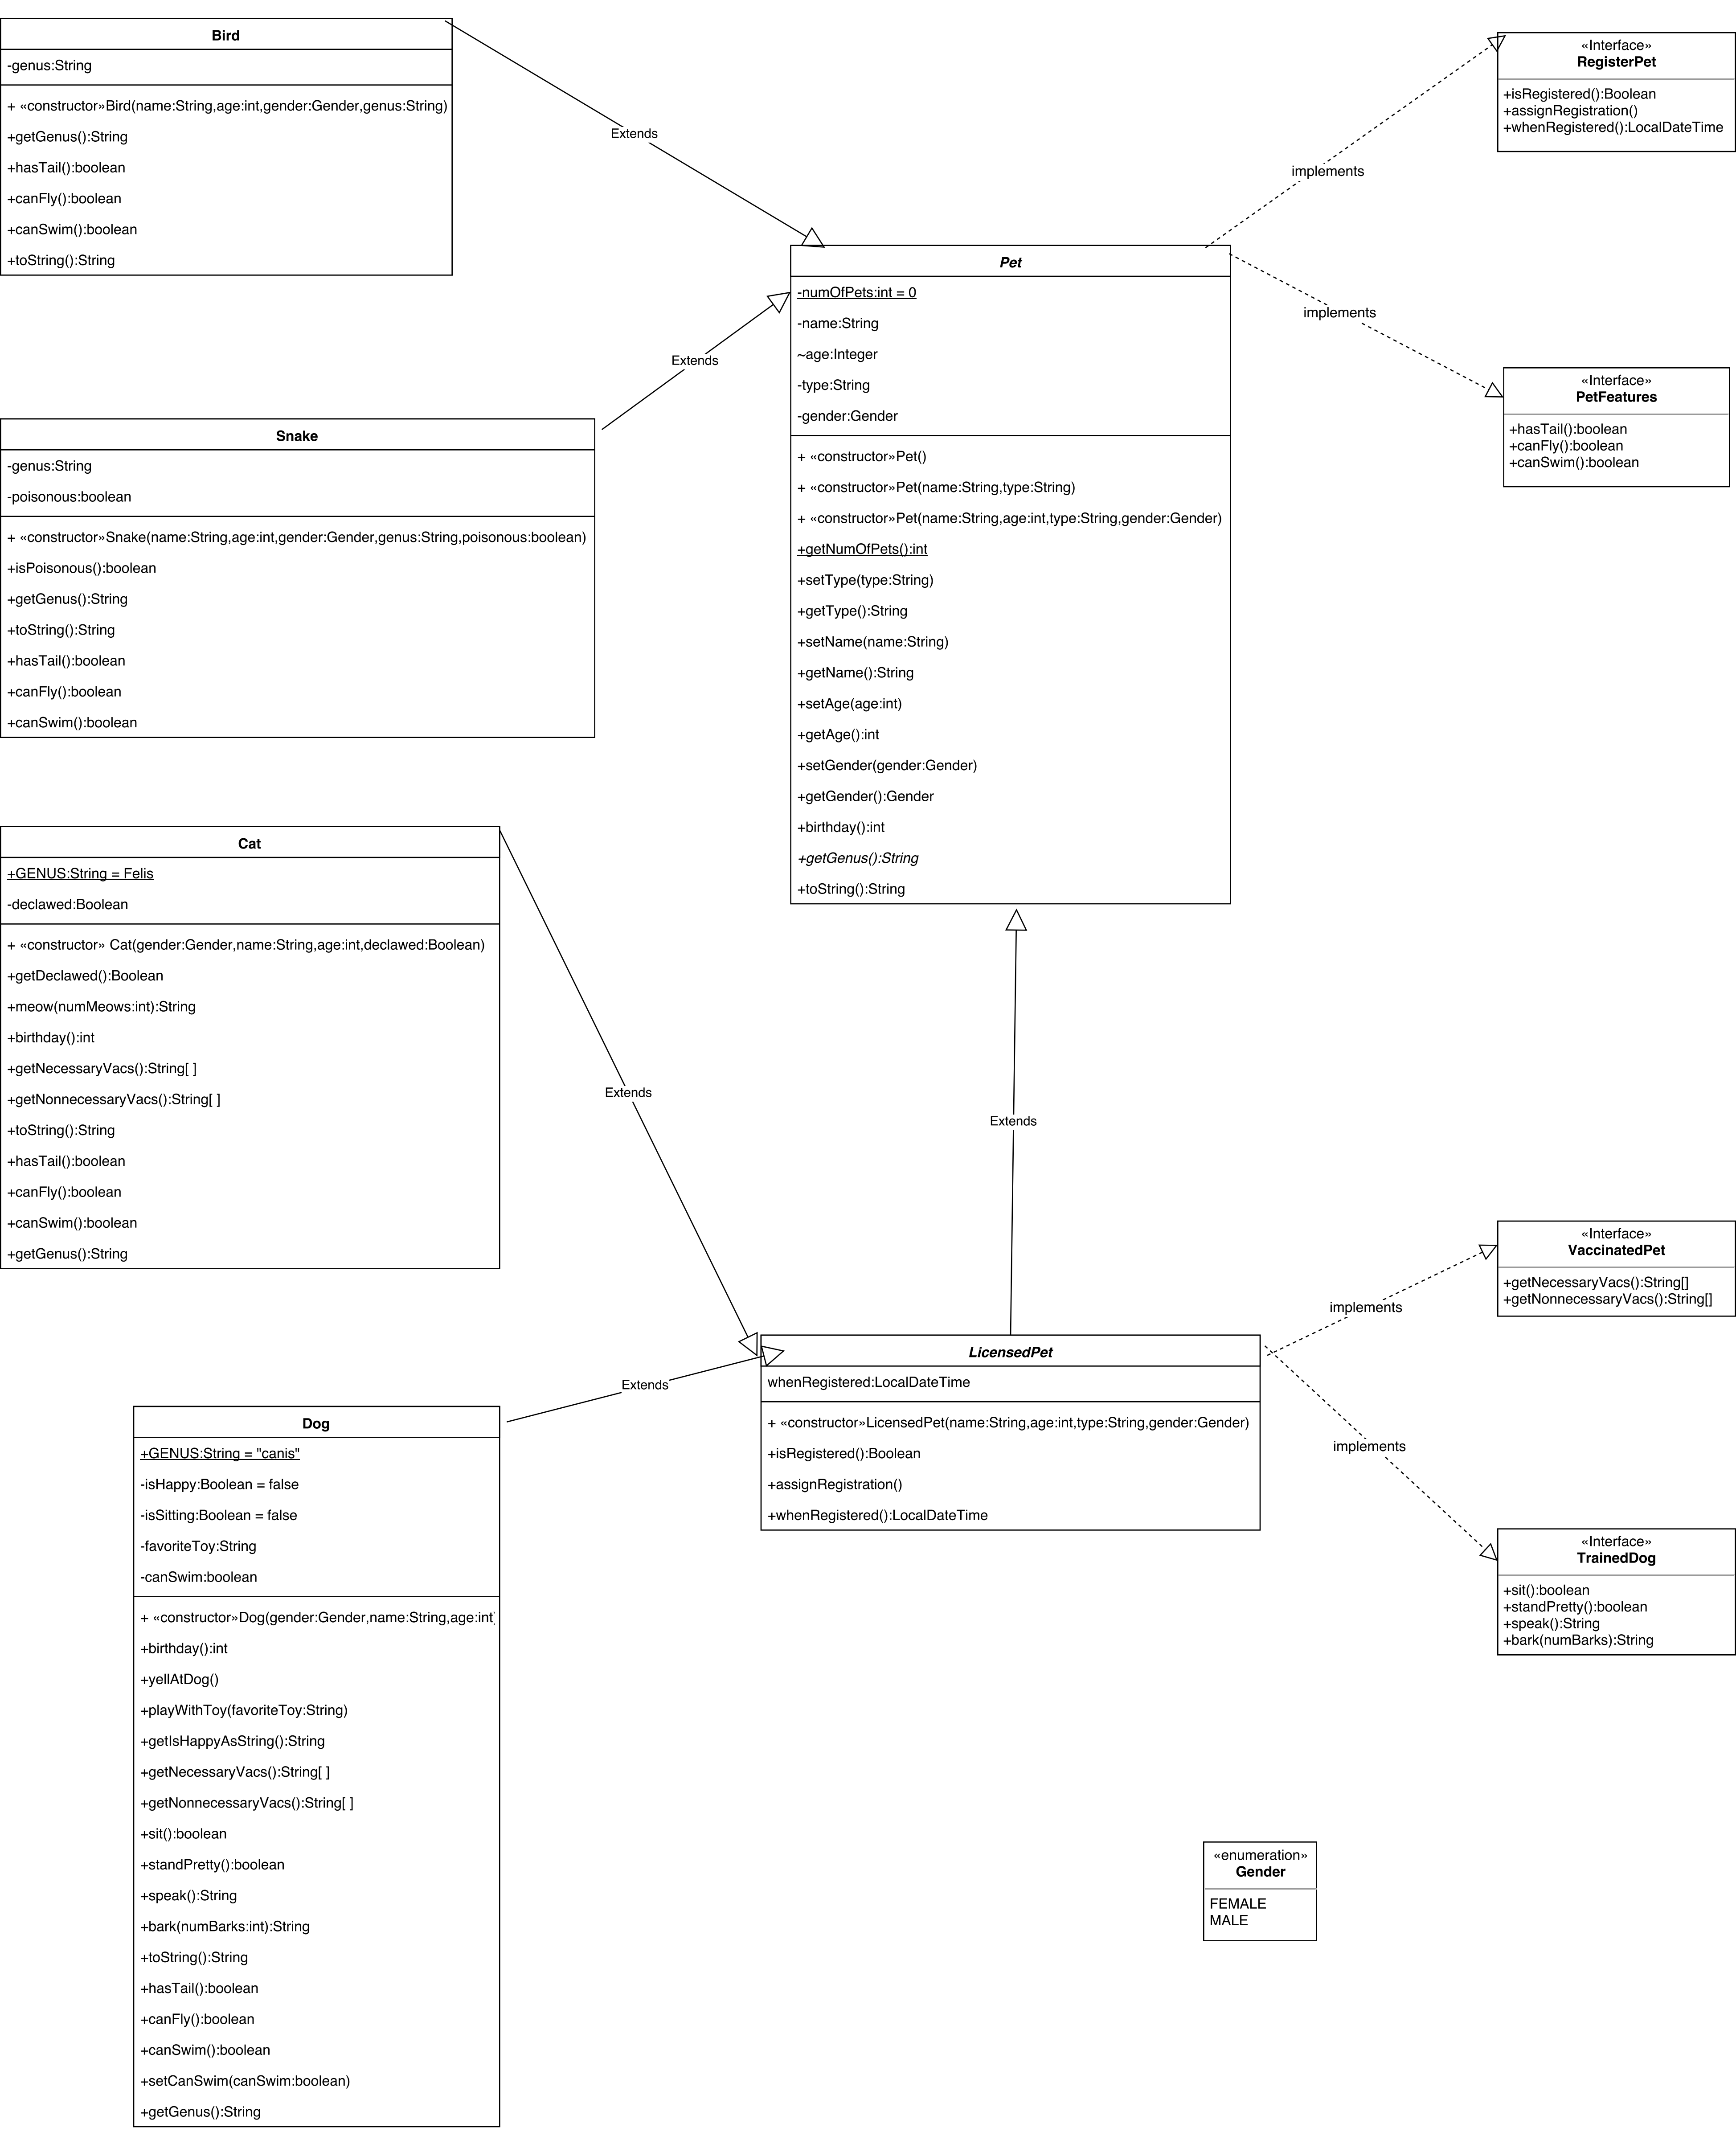 Bird
-genus:String
+ «constructor»Bird(name:String,age:int,gender:Gender,genus:String)
+getGenus():String
+hasTail():boolean
+canFly():boolean
+canSwim():boolean
+toString():String
Extends
«Interface»
RegisterPet
+isRegistered():Boolean
+assignRegistration()
+whenRegistered():LocalDateTime
implements
Pet
-numOfPets:int = 0
-name:String
~age:Integer
-type:String
-gender:Gender
+ «constructor»Pet()
+ «constructor»Pet(name:String,type:String)
+ «constructor»Pet(name:String,age:int,type:String,gender:Gender)
+getNumOfPets():int
+setType(type:String)
+getType():String
+setName(name:String)
+getName():String
+setAge(age:int)
+getAge():int
+setGender(gender:Gender)
+getGender():Gender
+birthday():int
+getGenus():String
+toString():String
implements
«Interface»
PetFeatures
+hasTail():boolean
+canFly():boolean
+canSwim():boolean
Extends
Snake
-genus:String
-poisonous:boolean
+ «constructor»Snake(name:String,age:int,gender:Gender,genus:String,poisonous:boolean)
+isPoisonous():boolean
+getGenus():String
+toString():String
+hasTail():boolean
+canFly():boolean
+canSwim():boolean
Cat
+GENUS:String = Felis
-declawed:Boolean
+ «constructor» Cat(gender:Gender,name:String,age:int,declawed:Boolean)
+getDeclawed():Boolean
+meow(numMeows:int):String
+birthday():int
+getNecessaryVacs():String[ ]
+getNonnecessaryVacs():String[ ]
+toString():String
+hasTail():boolean
+canFly():boolean
+canSwim():boolean
+getGenus():String
Extends
Extends
«Interface»
VaccinatedPet
+getNecessaryVacs():String[]
+getNonnecessaryVacs():String[]
implements
LicensedPet
whenRegistered:LocalDateTime
+ «constructor»LicensedPet(name:String,age:int,type:String,gender:Gender)
+isRegistered():Boolean
+assignRegistration()
+whenRegistered():LocalDateTime
Extends
implements
«Interface»
TrainedDog
+sit():boolean
+standPretty():boolean
+speak():String
+bark(numBarks):String
Dog
+GENUS:String = "canis"
-isHappy:Boolean = false
-isSitting:Boolean = false
-favoriteToy:String
-canSwim:boolean
+ «constructor»Dog(gender:Gender,name:String,age:int)
+birthday():int
+yellAtDog()
+playWithToy(favoriteToy:String)
+getIsHappyAsString():String
+getNecessaryVacs():String[ ]
+getNonnecessaryVacs():String[ ]
+sit():boolean
+standPretty():boolean
+speak():String
+bark(numBarks:int):String
+toString():String
+hasTail():boolean
+canFly():boolean
+canSwim():boolean
+setCanSwim(canSwim:boolean)
+getGenus():String
«enumeration»
Gender
FEMALE
MALE